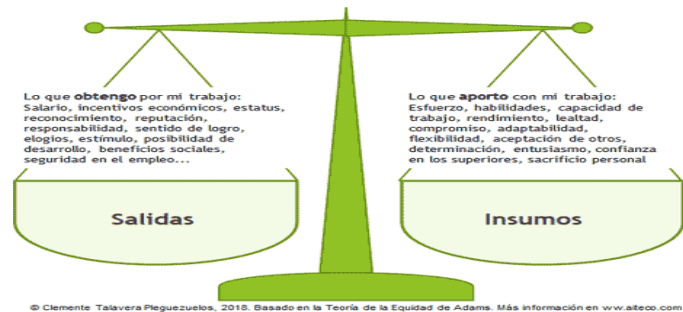 Lo que obtengo por mi trabajo:
Salario, incentivos económicos, estatus,
reconocimiento, reputación,
responsabilidad, sentido de logro,
elogios, estímulo, posibilidad de
desarrollo, beneficios sociales,
seguridad en el empleo...
Salidas
Lo que aporto con mi trabajo:
Esfuerzo, habilidades, capacidad de
trabajo, rendimiento, lealtad,
compromiso, adaptabilidad,
flexibilidad, aceptación de otros,
determinación, entusiasmo, confianza
en los superiores, sacrificio personal
Insumos
© Clemente Talavera Pleguezuelos, 2018. Basado en la Teoría de la Equidad de Adams. Más información en ww.aiteco.com